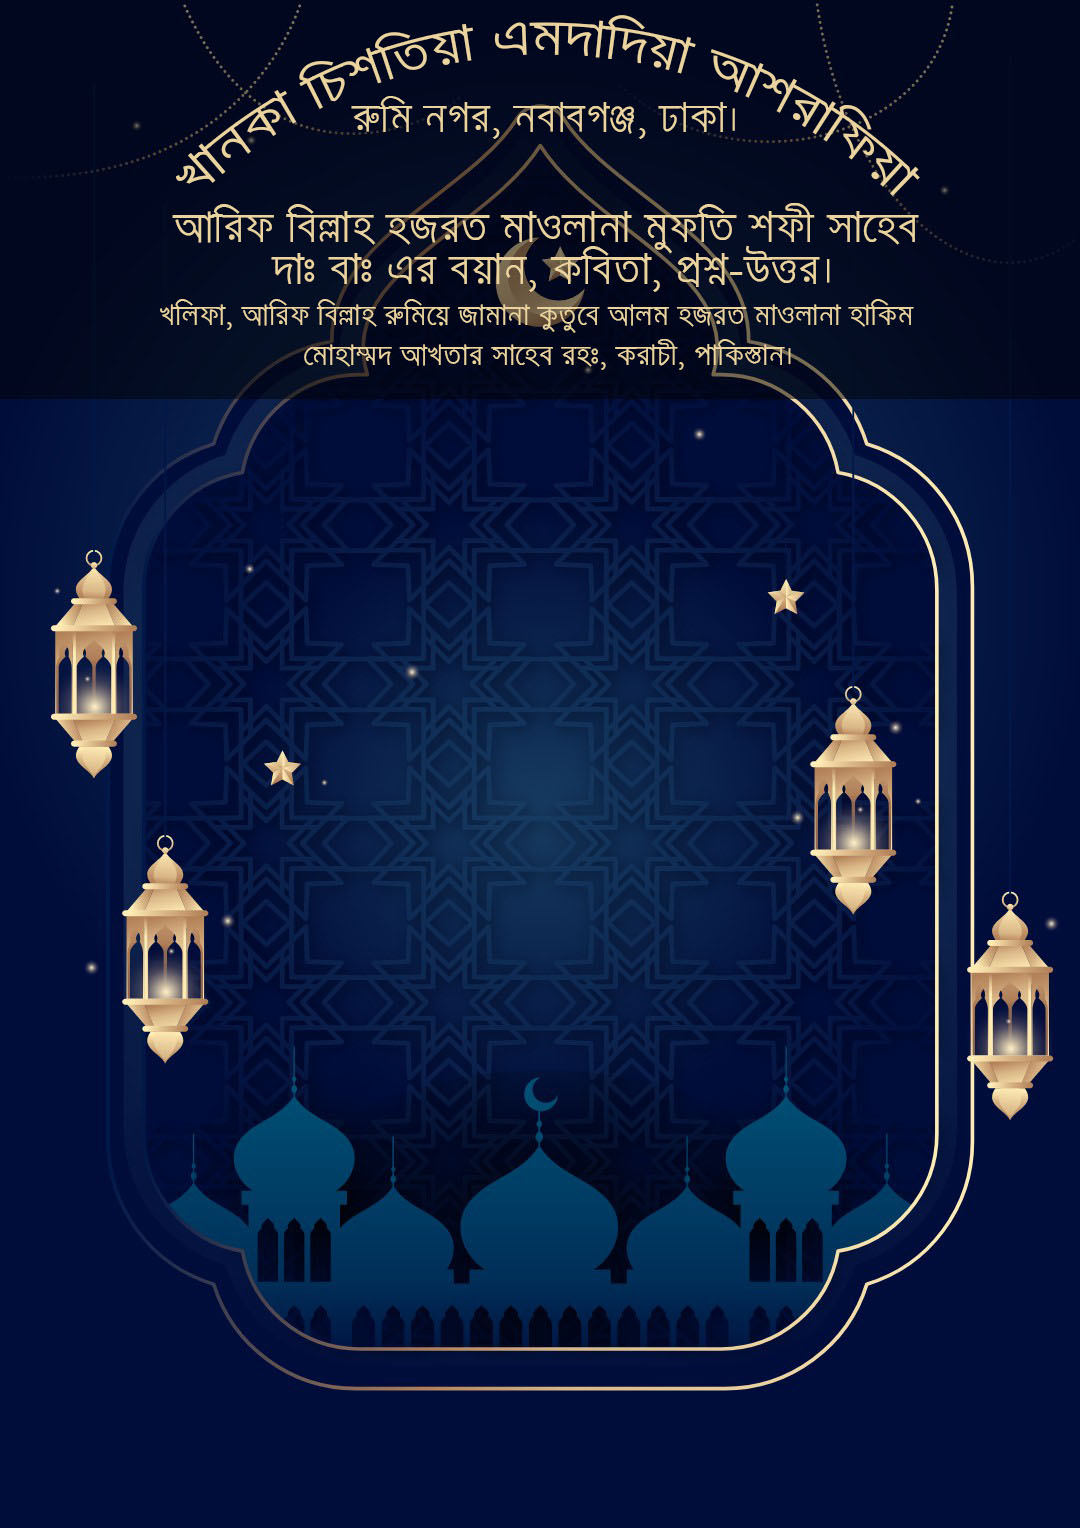 খানকা চিশতিয়া এমদাদিয়া আশরাফিয়া
রুমি নগর, নবাবগঞ্জ, ঢাকা।
আরিফ বিল্লাহ হজরত মাওলানা মুফতি শফী সাহেব
দাঃ বাঃ এর বয়ান, কবিতা, প্রশ্ন-উত্তর।
খলিফা, আরিফ বিল্লাহ রুমিয়ে জামানা কুতুবে আলম হজরত মাওলানা হাকিম
মোহাম্মদ আখতার সাহেব রহঃ, করাচী, পাকিস্তান।